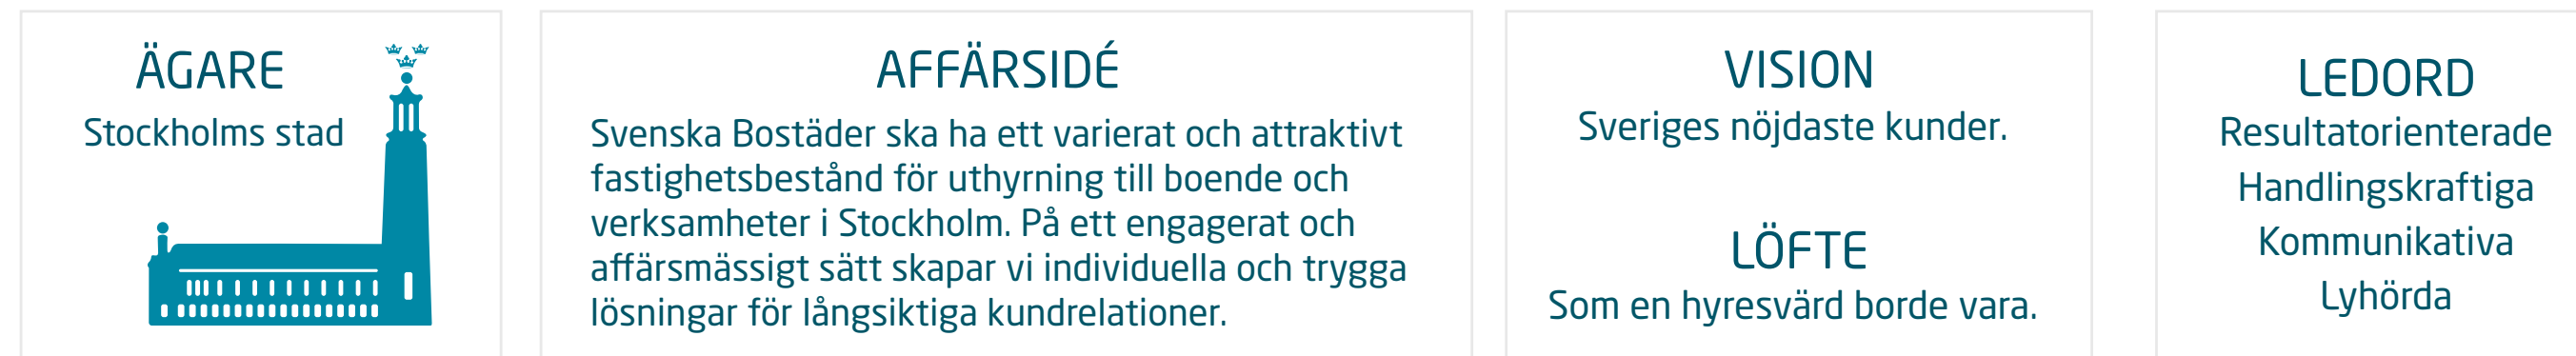 ÄGARE
Stockholms stad
AFFÄRSIDÉ
Svenska Bostäder ska ha ett varierat och attraktivt
fastighetsbestånd för uthyrning till boende och
verksamheter i Stockholm. På ett engagerat och
affärsmässigt sätt skapar vi individuella och trygga
lösningar för långsiktiga kundrelationer.
VISION
Sveriges nöjdaste kunder.
LÖFTE
Som en hyresvärd borde vara.
LEDORD
Resultatorienterade
Handlingskraftiga
Kommunikativa
Lyhörda